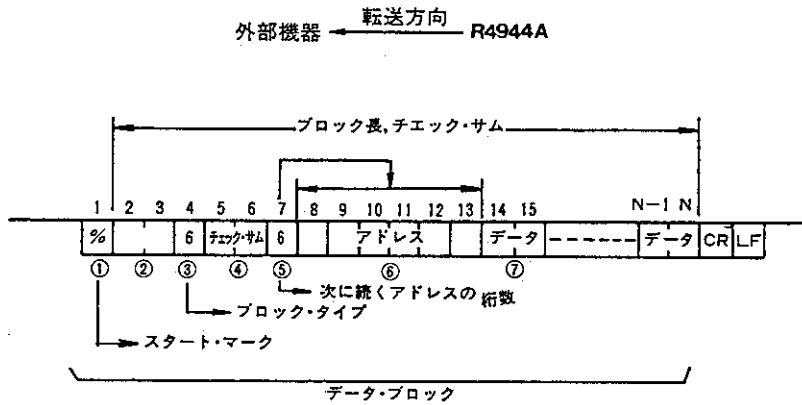 転送方向
外部機器 R4944A
ブロック長,チエック・サム
1 2 3 4 5 6 7 8 9 10 11 12 13 14 15 N-1 N
% 6 チェック・サム 6 アドレス データ データ CR LF
① ② ③ ④ ⑤ ⑥ ⑦
次に続くアドレスの桁数
ブロック・タイプ
スタート・マーク
データ・ブロック